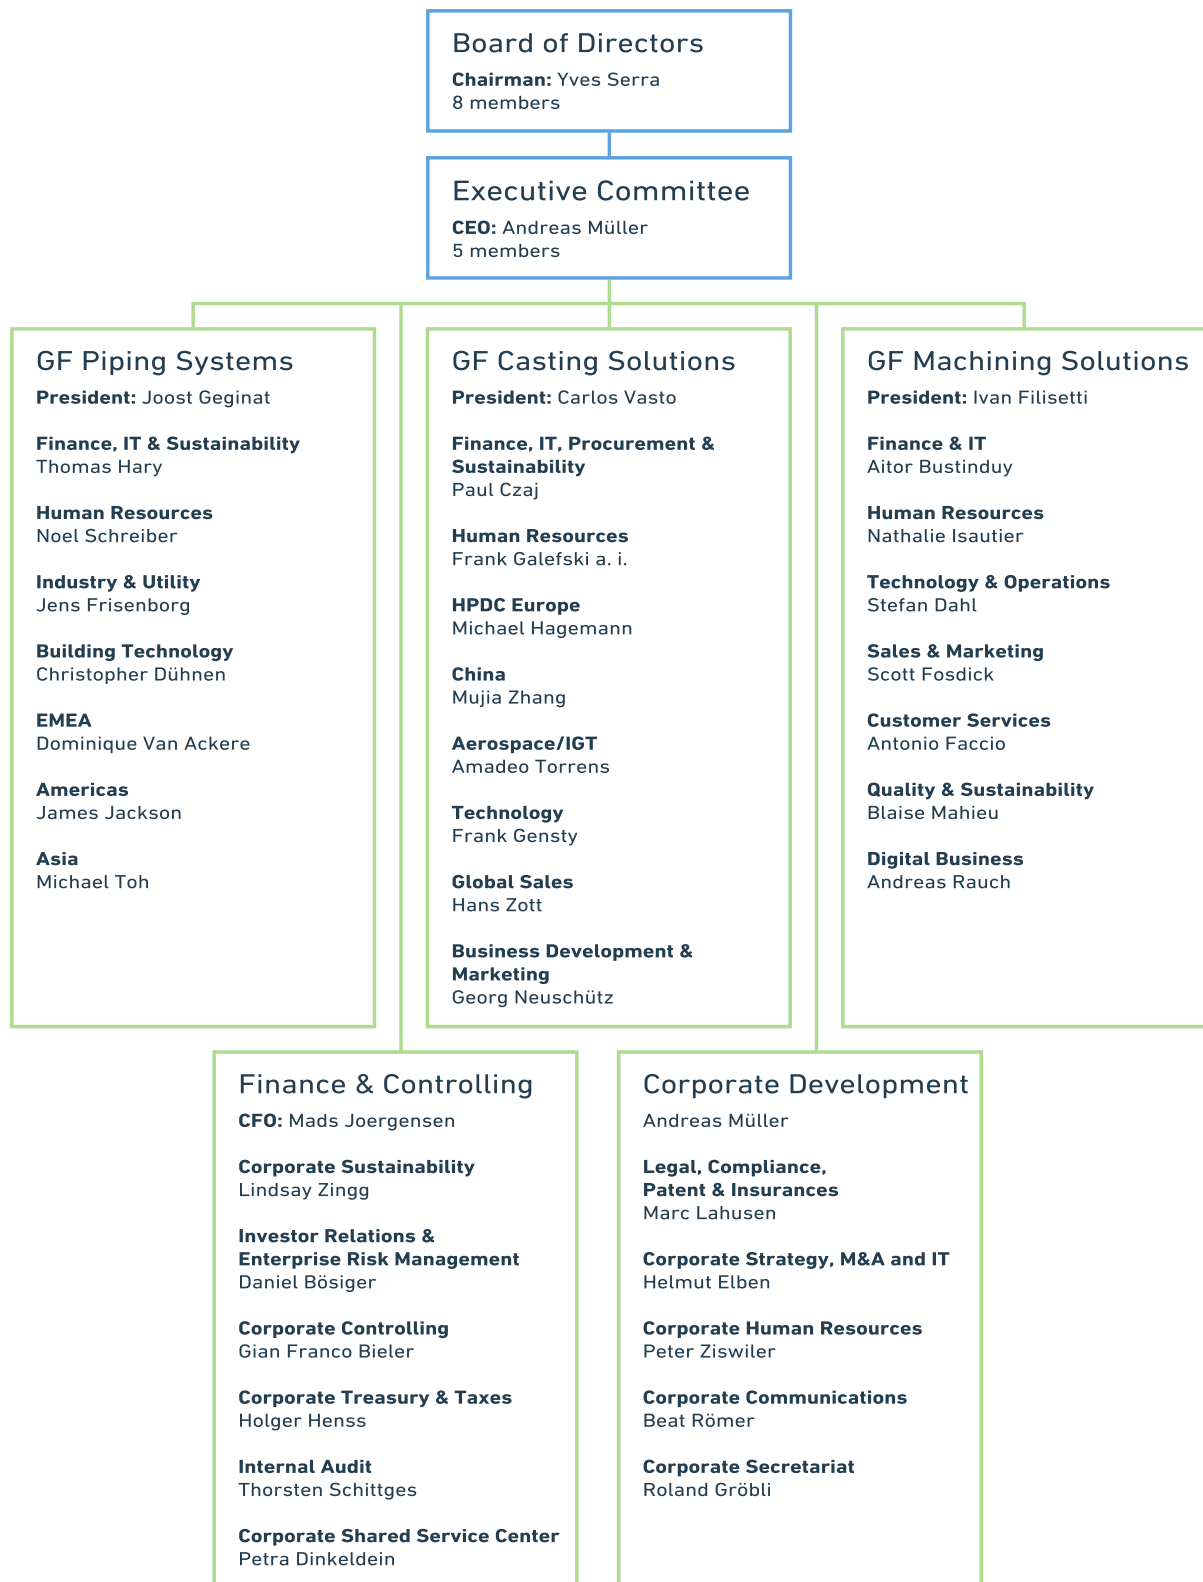 Board of Directors
Chairman: Yves Serra
8 members
Executive Committee
CEO: Andreas Müller
5 members
GF Piping Systems
President: Joost Geginat
Finance, IT & Sustainability
Thomas Hary
Human Resources
Noel Schreiber
Industry & Utility
Jens Frisenborg
Building Technology
Christopher Dühnen
EMEA
Dominique Van Ackere
Americas
James Jackson
Asia
Michael Toh
GF Casting Solutions
President: Carlos Vasto
Finance, IT, Procurement &
Sustainability
Paul Czaj
Human Resources
Frank Galefski a. i.
HPDC Europe
Michael Hagemann
China
Mujia Zhang
Aerospace/IGT
Amadeo Torrens
Technology
Frank Gensty
Global Sales
Hans Zott
Business Development &
Marketing
Georg Neuschütz
GF Machining Solutions
President: Ivan Filisetti
Finance & IT
Aitor Bustinduy
Human Resources
Nathalie Isautier
Technology & Operations
Stefan Dahl
Sales & Marketing
Scott Fosdick
Customer Services
Antonio Faccio
Quality & Sustainability
Blaise Mahieu
Digital Business
Andreas Rauch
Finance & Controlling
CFO: Mads Joergensen
Corporate Sustainability
Lindsay Zingg
Investor Relations &
Enterprise Risk Management
Daniel Bösiger
Corporate Controlling
Gian Franco Bieler
Corporate Treasury & Taxes
Holger Henss
Internal Audit
Thorsten Schittges
Corporate Shared Service Center
Petra Dinkeldein
Corporate Development
Andreas Müller
Legal, Compliance,
Patent & Insurances
Marc Lahusen
Corporate Strategy, M&A and IT
Helmut Elben
Corporate Human Resources
Peter Ziswiler
Corporate Communications
Beat Römer
Corporate Secretariat
Roland Gröbli